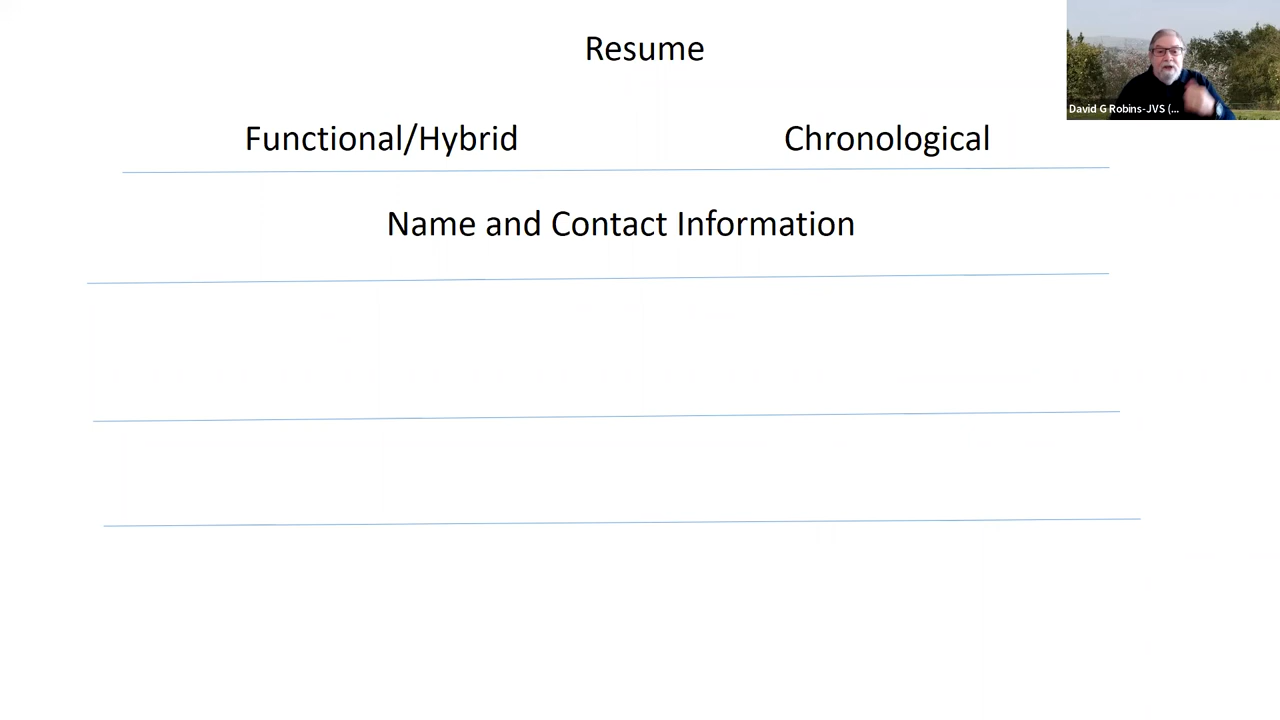 Resume
Functional/Hybrid Chronological
Name and Contact Information
David G Robins-JVS (...